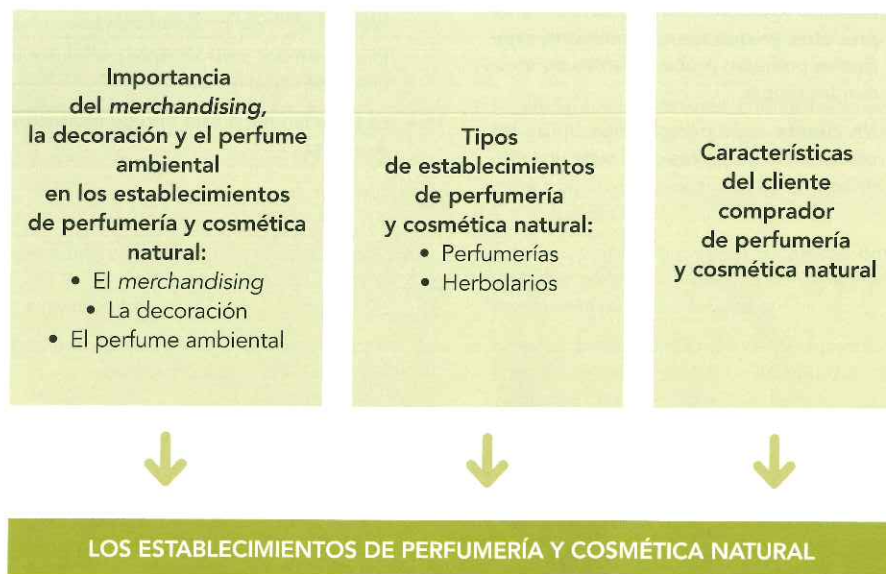 Importancia
del merchandising,
la decoración y el perfume
ambiental
en los establecimientos
de perfumería y cosmética
natural:
• El merchandising
• La decoración
• El perfume ambiental
Tipos
de establecimientos
de perfumería
y cosmética natural:
• Perfumerías
• Herbolarios
Características
del cliente
comprador
de perfumería
y cosmética natural
LOS ESTABLECIMIENTOS DE PERFUMERÍA Y COSMÉTICA NATURAL